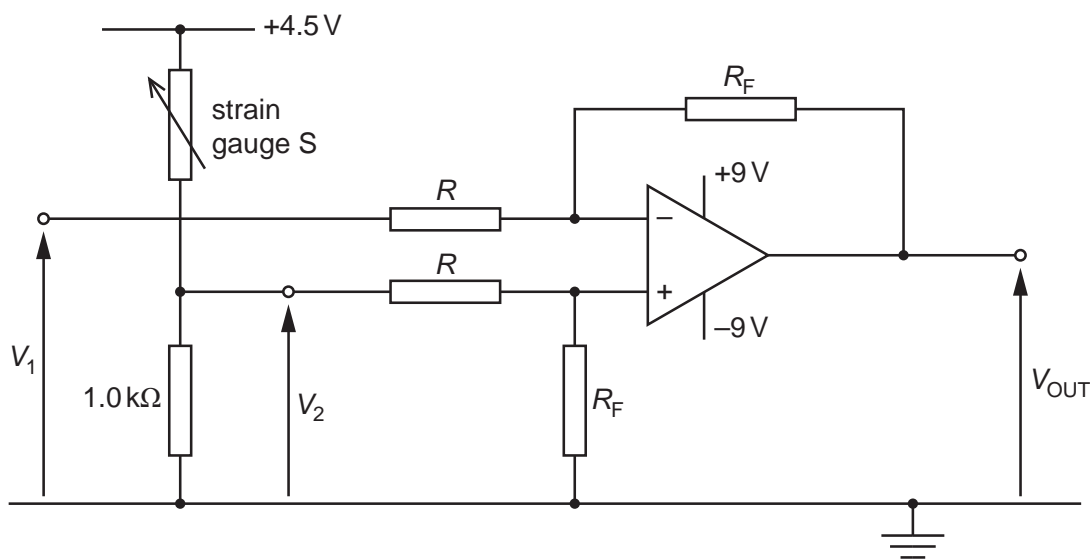 +4.5 V
strain
gauge S
R_F
+9 V
R
–
R
+
–9 V
V_1
1.0 kΩ
V_2
R_F
V_OUT